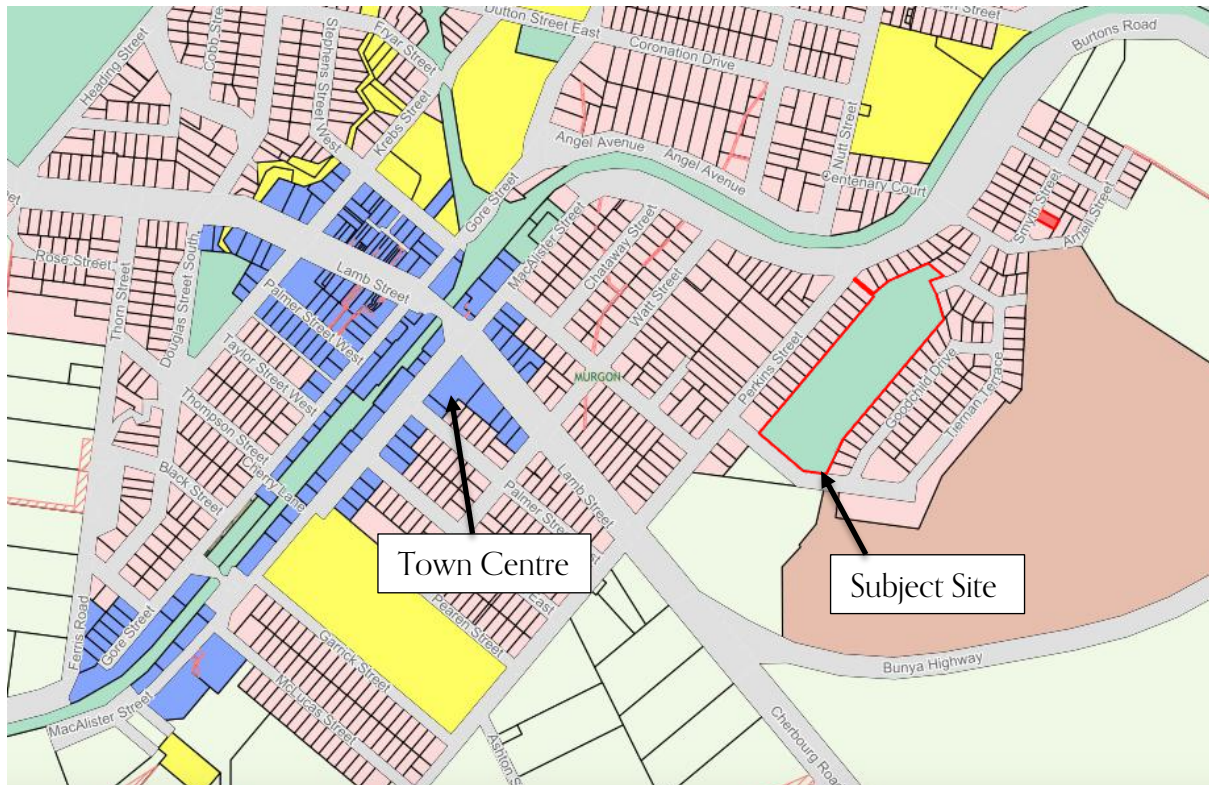 Dutton Street East
Street
Burtons Road
Heading Street
Cobb Street
Stephens Street West
Fryar Street
Coronation Drive
Krebs Street
Nutt Street
Angel Avenue
Angel Avenue
Centenary Court
Gore Street
Smyth Street
Arnell Street
Rose Street
Thorn Street
Douglas Street South
Lamb Street
MacAlister Street
Chataway Street
Watt Street
Palmer Street West
Perkins Street
MURGON
Taylor Street West
Thompson Street
Goodchild Drive
Tiernan Terrace
Black Street
Cherry Lane
Lamb Street
Palmer Street
East
Town Centre
Subject Site
Ferris Road
Gore Street
Pearen Street
Garrick Street
McLucas Street
Bunya Highway
MacAlister Street
Cherbourg Road
Ashton S